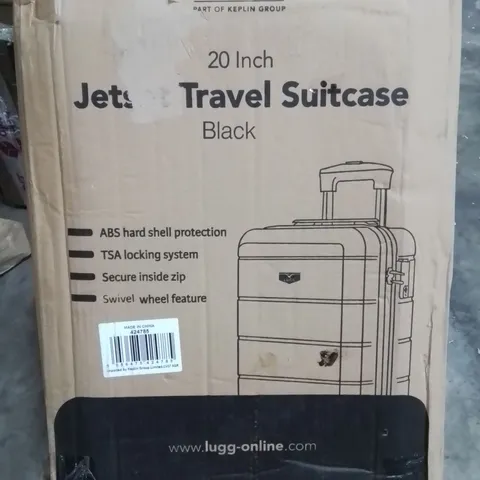 PART OF KEPLIN GROUP
20 Inch
Travel Suitcase
Black
ABS hard shell protection
TSA locking system
Secure inside zip
Swivel wheel feature
MADE IN CHINA
424785
www.lugg-online.com